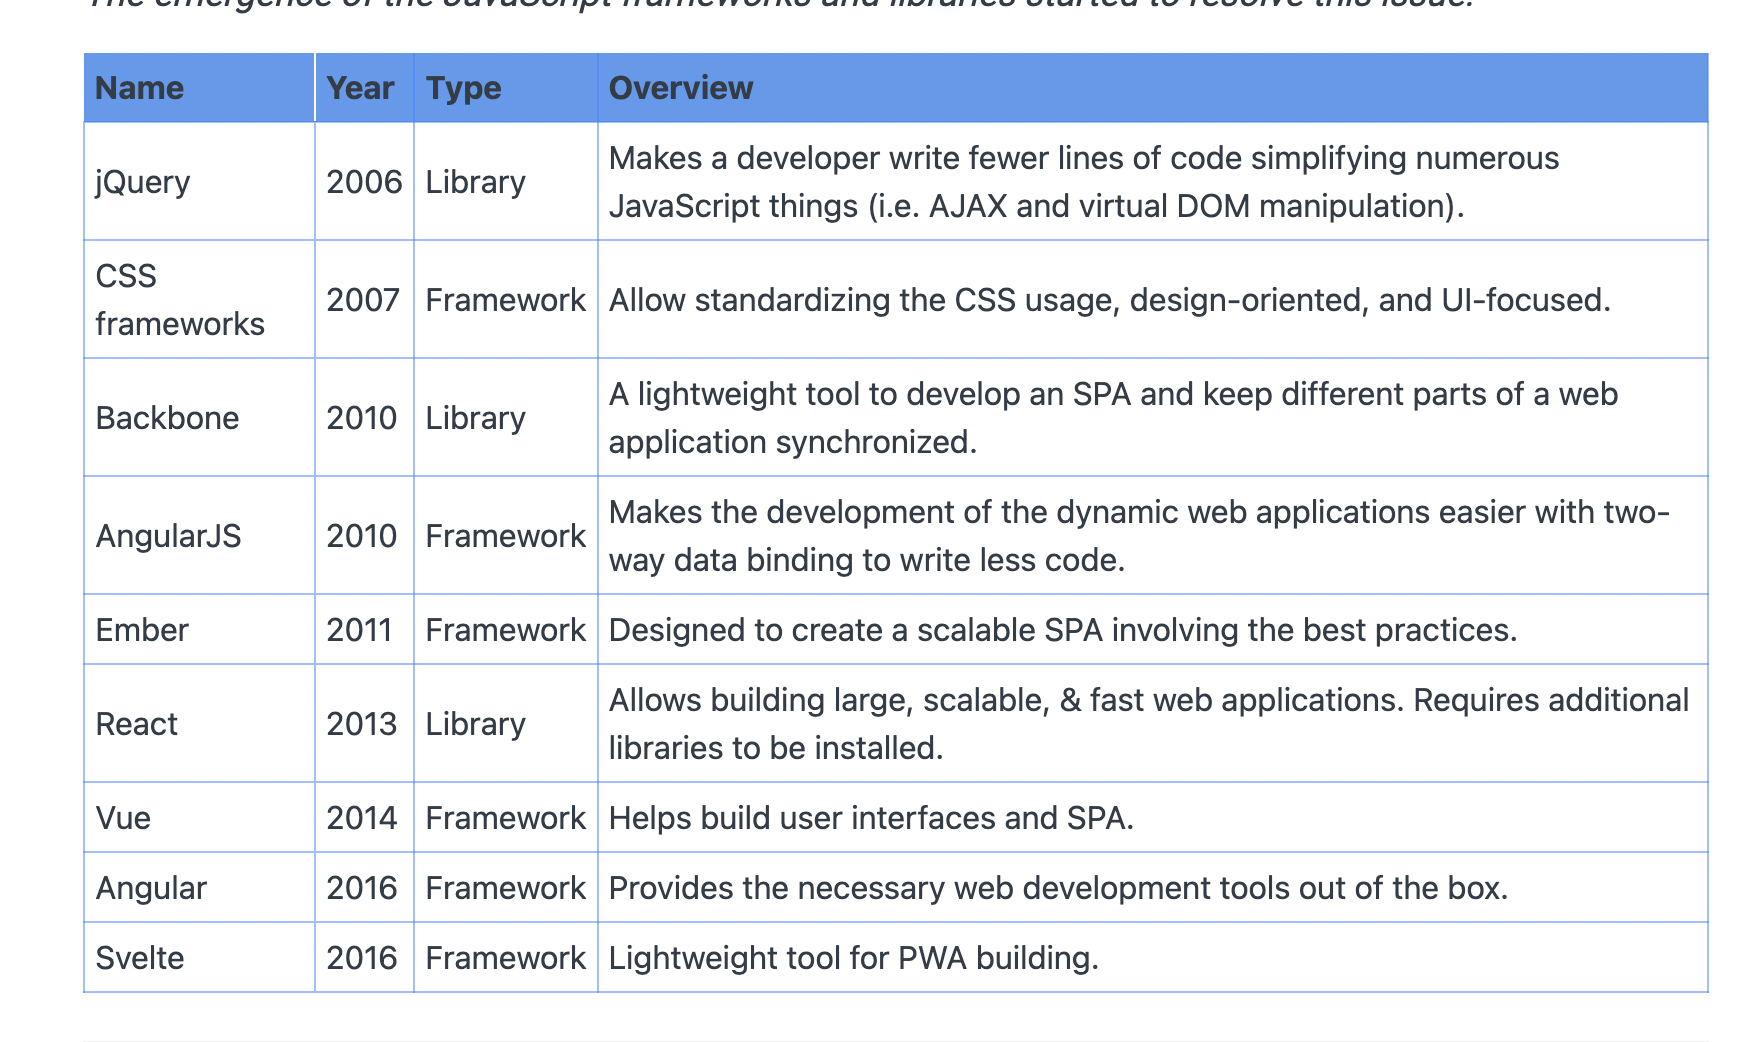 The emergence of the JavaScript frameworks and libraries started to resolve this issue.
Name Year Type Overview
jQuery 2006 Library Makes a developer write fewer lines of code simplifying numerous
JavaScript things (i.e. AJAX and virtual DOM manipulation).
CSS
frameworks 2007 Framework Allow standardizing the CSS usage, design-oriented, and UI-focused.
Backbone 2010 Library A lightweight tool to develop an SPA and keep different parts of a web
application synchronized.
AngularJS 2010 Framework Makes the development of the dynamic web applications easier with two-
way data binding to write less code.
Ember 2011 Framework Designed to create a scalable SPA involving the best practices.
React 2013 Library Allows building large, scalable, & fast web applications. Requires additional
libraries to be installed.
Vue 2014 Framework Helps build user interfaces and SPA.
Angular 2016 Framework Provides the necessary web development tools out of the box.
Svelte 2016 Framework Lightweight tool for PWA building.